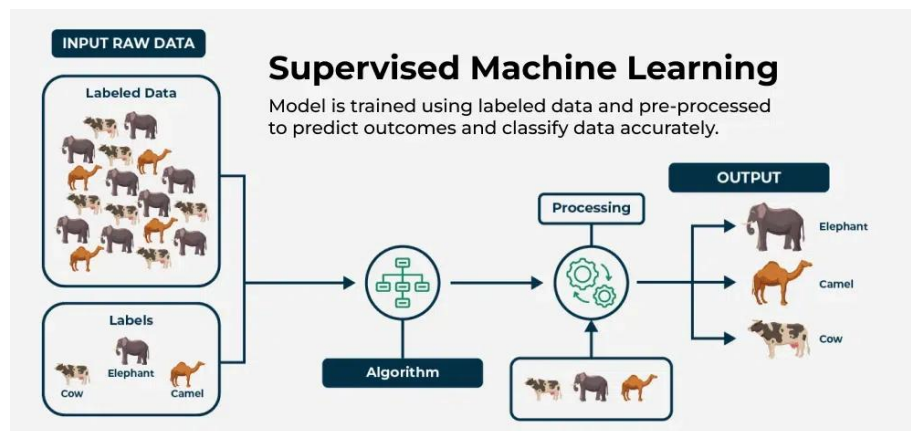 INPUT RAW DATA
Labeled Data
Supervised Machine Learning
Model is trained using labeled data and pre-processed
to predict outcomes and classify data accurately.
Labels
Cow
Elephant
Camel
Algorithm
Processing
OUTPUT
Elephant
Camel
Cow